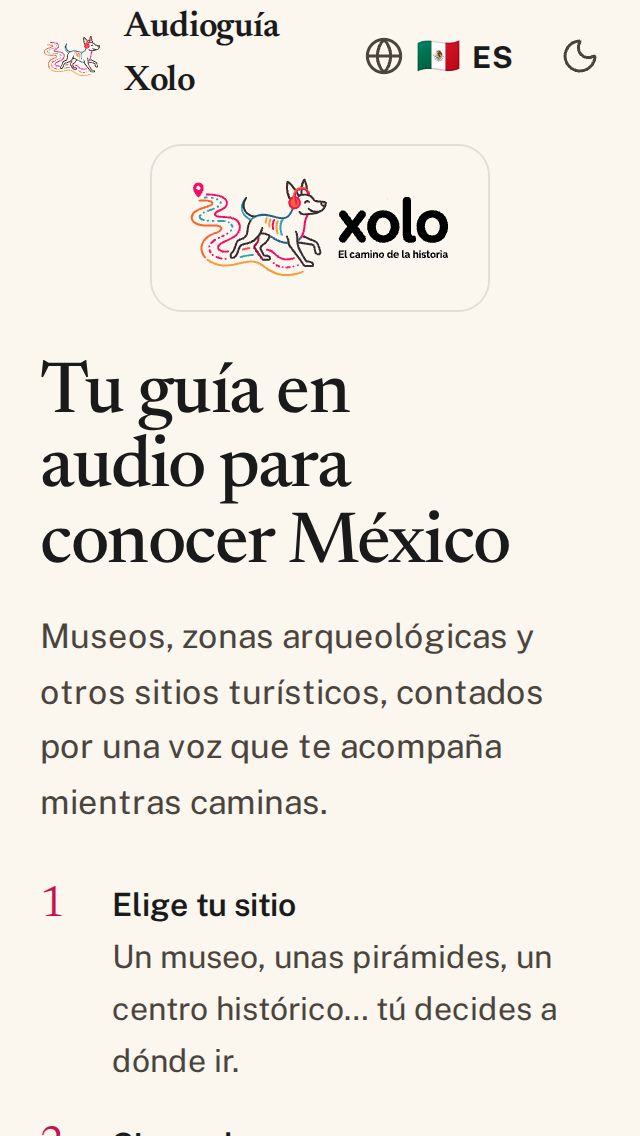 Audioguía
Xolo
ES
xolo
El camino de la historia
Tu guía en
audio para
conocer México
Museos, zonas arqueológicas y
otros sitios turísticos, contados
por una voz que te acompaña
mientras caminas.
1
Elige tu sitio
Un museo, unas pirámides, un
centro histórico... tú decides a
dónde ir.